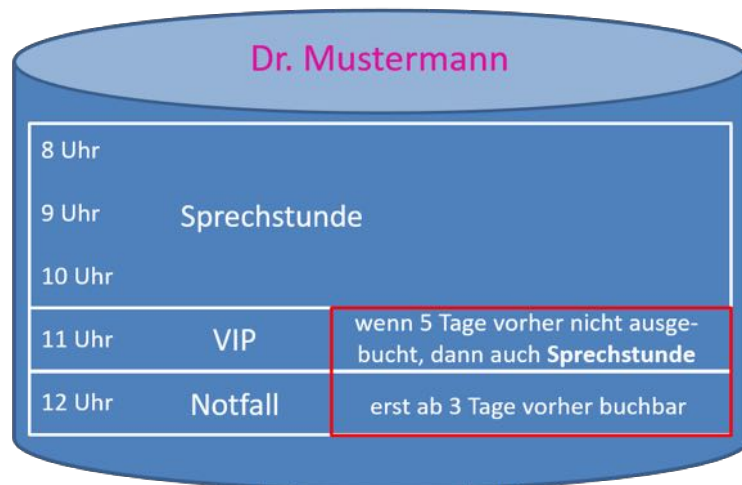 Dr. Mustermann
8 Uhr
9 Uhr Sprechstunde
10 Uhr
11 Uhr VIP wenn 5 Tage vorher nicht ausge-
bucht, dann auch Sprechstunde
12 Uhr Notfall erst ab 3 Tage vorher buchbar